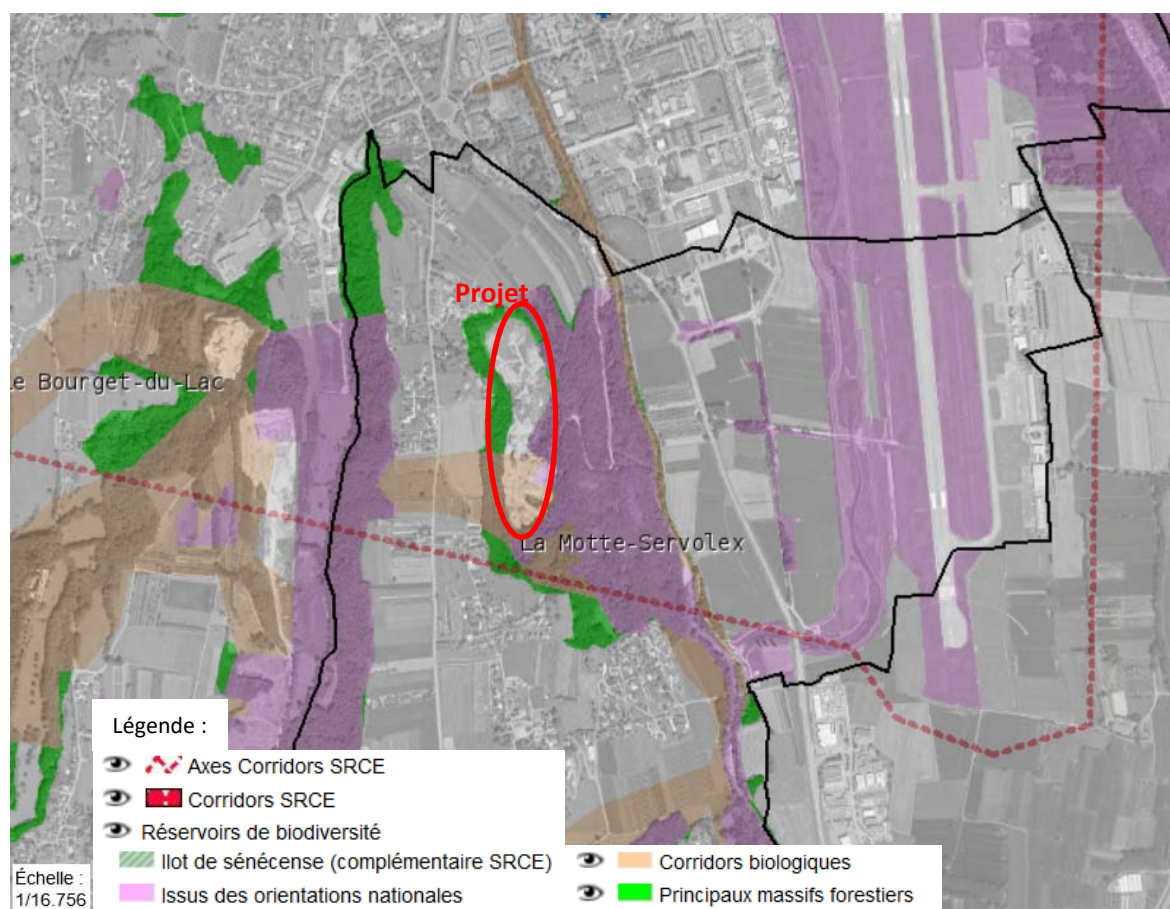 Projet
le Bourget-du-Lac
La Motte-Servolex
Légende :
Axes Corridors SRCE
Corridors SRCE
Réservoirs de biodiversité
Ilot de sénécense (complémentaire SRCE)
Corridors biologiques
Issus des orientations nationales
Principaux massifs forestiers
Échelle :
1/16.756